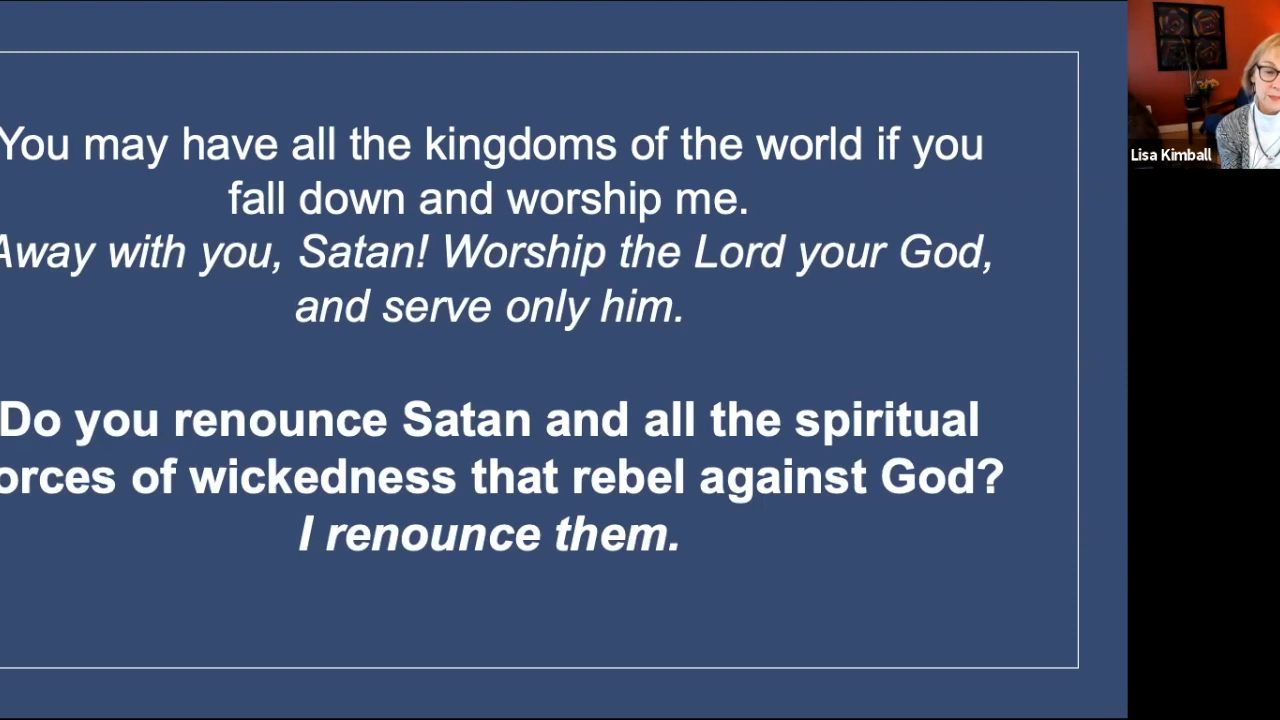 You may have all the kingdoms of the world if you
fall down and worship me.
Away with you, Satan! Worship the Lord your God,
and serve only him.
Do you renounce Satan and all the spiritual
orces of wickedness that rebel against God?
I renounce them.
Lisa Kimball